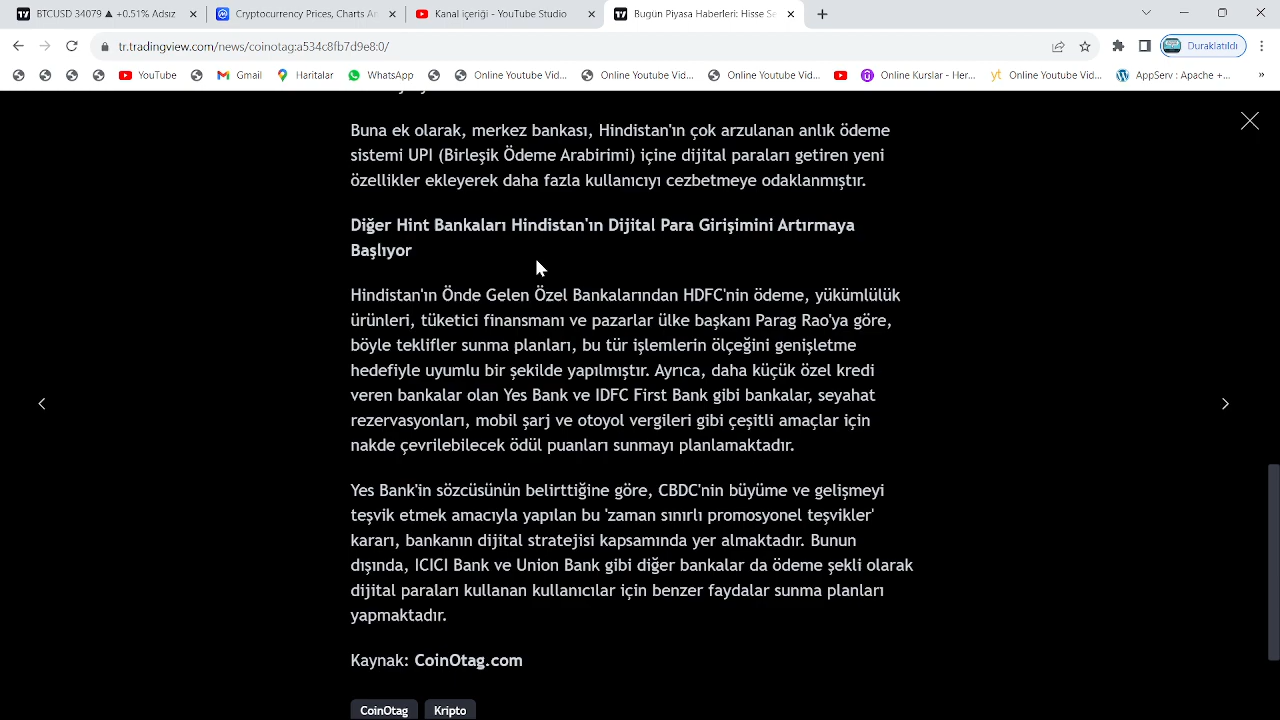 BTCUSD 34079 ▲ +0.51% Adsız
Cryptocurrency Prices, Charts An
Kanal içeriği - YouTube Studio
Bugün Piyasa Haberleri: Hisse Se
tr.tradingview.com/news/coinotag:a534c8fb7d9e8:0/
Duraklatıldı
YouTube
Gmail
Haritalar
WhatsApp
Online Youtube Vid...
Online Youtube Vid...
Online Youtube Vid...
Online Kurslar - Her...
yt Online Youtube Vid...
AppServ : Apache +...
»
Buna ek olarak, merkez bankası, Hindistan'ın çok arzulanan anlık ödeme
sistemi UPI (Birleşik Ödeme Arabirimi) içine dijital paraları getiren yeni
özellikler ekleyerek daha fazla kullanıcıyı cezbetmeye odaklanmıştır.
Diğer Hint Bankaları Hindistan'ın Dijital Para Girişimini Artırmaya
Başlıyor
Hindistan'ın Önde Gelen Özel Bankalarından HDFC'nin ödeme, yükümlülük
ürünleri, tüketici finansmanı ve pazarlar ülke başkanı Parag Rao'ya göre,
böyle teklifler sunma planları, bu tür işlemlerin ölçeğini genişletme
hedefiyle uyumlu bir şekilde yapılmıştır. Ayrıca, daha küçük özel kredi
veren bankalar olan Yes Bank ve IDFC First Bank gibi bankalar, seyahat
rezervasyonları, mobil şarj ve otoyol vergileri gibi çeşitli amaçlar için
nakde çevrilebilecek ödül puanları sunmayı planlamaktadır.
Yes Bank'in sözcüsünün belirttiğine göre, CBDC'nin büyüme ve gelişmeyi
teşvik etmek amacıyla yapılan bu 'zaman sınırlı promosyonel teşvikler'
kararı, bankanın dijital stratejisi kapsamında yer almaktadır. Bunun
dışında, ICICI Bank ve Union Bank gibi diğer bankalar da ödeme şekli olarak
dijital paraları kullanan kullanıcılar için benzer faydalar sunma planları
yapmaktadır.
Kaynak: CoinOtag.com
CoinOtag
Kripto